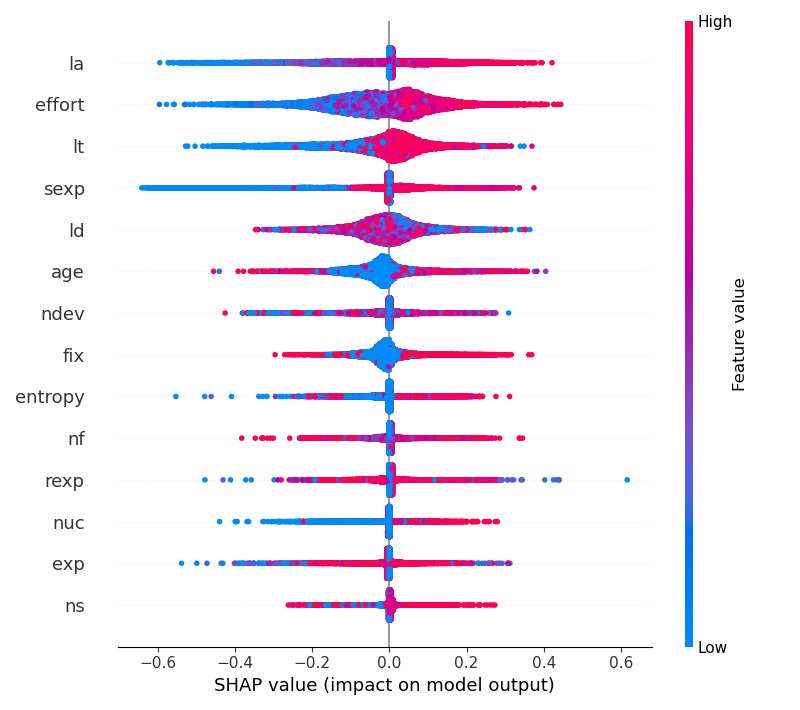 High
la
effort
lt
sexp
ld
age
ndev
fix
entropy
nf
rexp
nuc
exp
ns
Feature value
Low
−0.6 −0.4 −0.2 0.0 0.2 0.4 0.6
SHAP value (impact on model output)